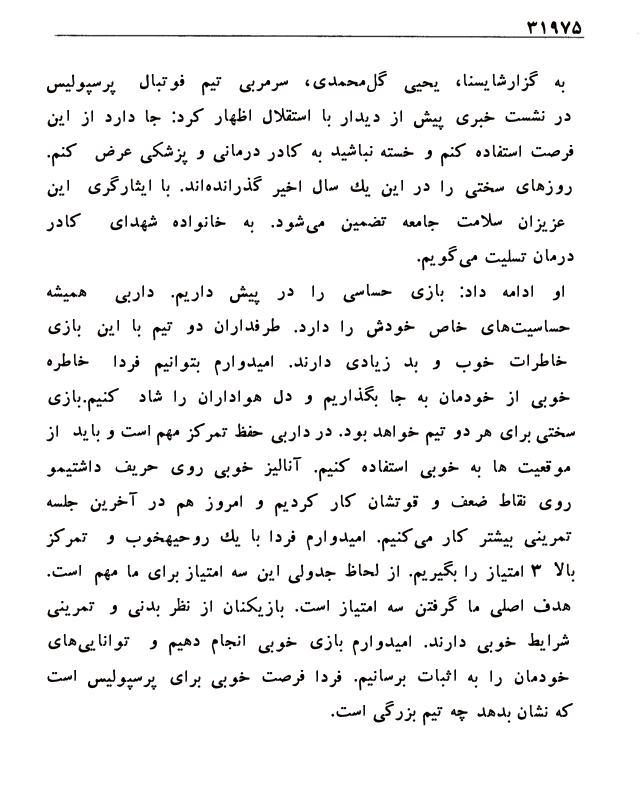 ۳۱۹۷۵
به گزارشایسنا، یحیی گل‌محمدی، سرمربی تیم فوتبال پرسپولیس
در نشست خبری پیش از دیدار با استقلال اظهار کرد: جا دارد از این
فرصت استفاده کنم و خسته نباشید به کادر درمانی و پزشکی عرض کنم.
روزهای سختی را در این یك سال اخیر گذرانده‌اند. با ایثارگری این
عزیزان سلامت جامعه تضمین می‌شود. به خانواده شهدای کادر
درمان تسلیت می‌گویم.
او ادامه داد: بازی حساسی را در پیش داریم. داربی همیشه
حساسیت‌های خاص خودش را دارد. طرفداران دو تیم با این بازی
خاطرات خوب و بد زیادی دارند. امیدوارم بتوانیم فردا خاطره
خوبی از خودمان به جا بگذاریم و دل هواداران را شاد کنیم.بازی
سختی برای هر دو تیم خواهد بود. در داربی حفظ تمرکز مهم است و باید از
موقعیت ها به خوبی استفاده کنیم. آنالیز خوبی روی حریف داشتیمو
روی نقاط ضعف و قوتشان کار کردیم و امروز هم در آخرین جلسه
تمرینی بیشتر کار می‌کنیم. امیدوارم فردا با یك روحیهخوب و تمرکز
بالا ۳ امتیاز را بگیریم. از لحاظ جدولی این سه امتیاز برای ما مهم است.
هدف اصلی ما گرفتن سه امتیاز است. بازیکنان از نظر بدنی و تمرینی
شرایط خوبی دارند. امیدوارم بازی خوبی انجام دهیم و توانایی‌های
خودمان را به اثبات برسانیم. فردا فرصت خوبی برای پرسپولیس است
که نشان بدهد چه تیم بزرگی است.